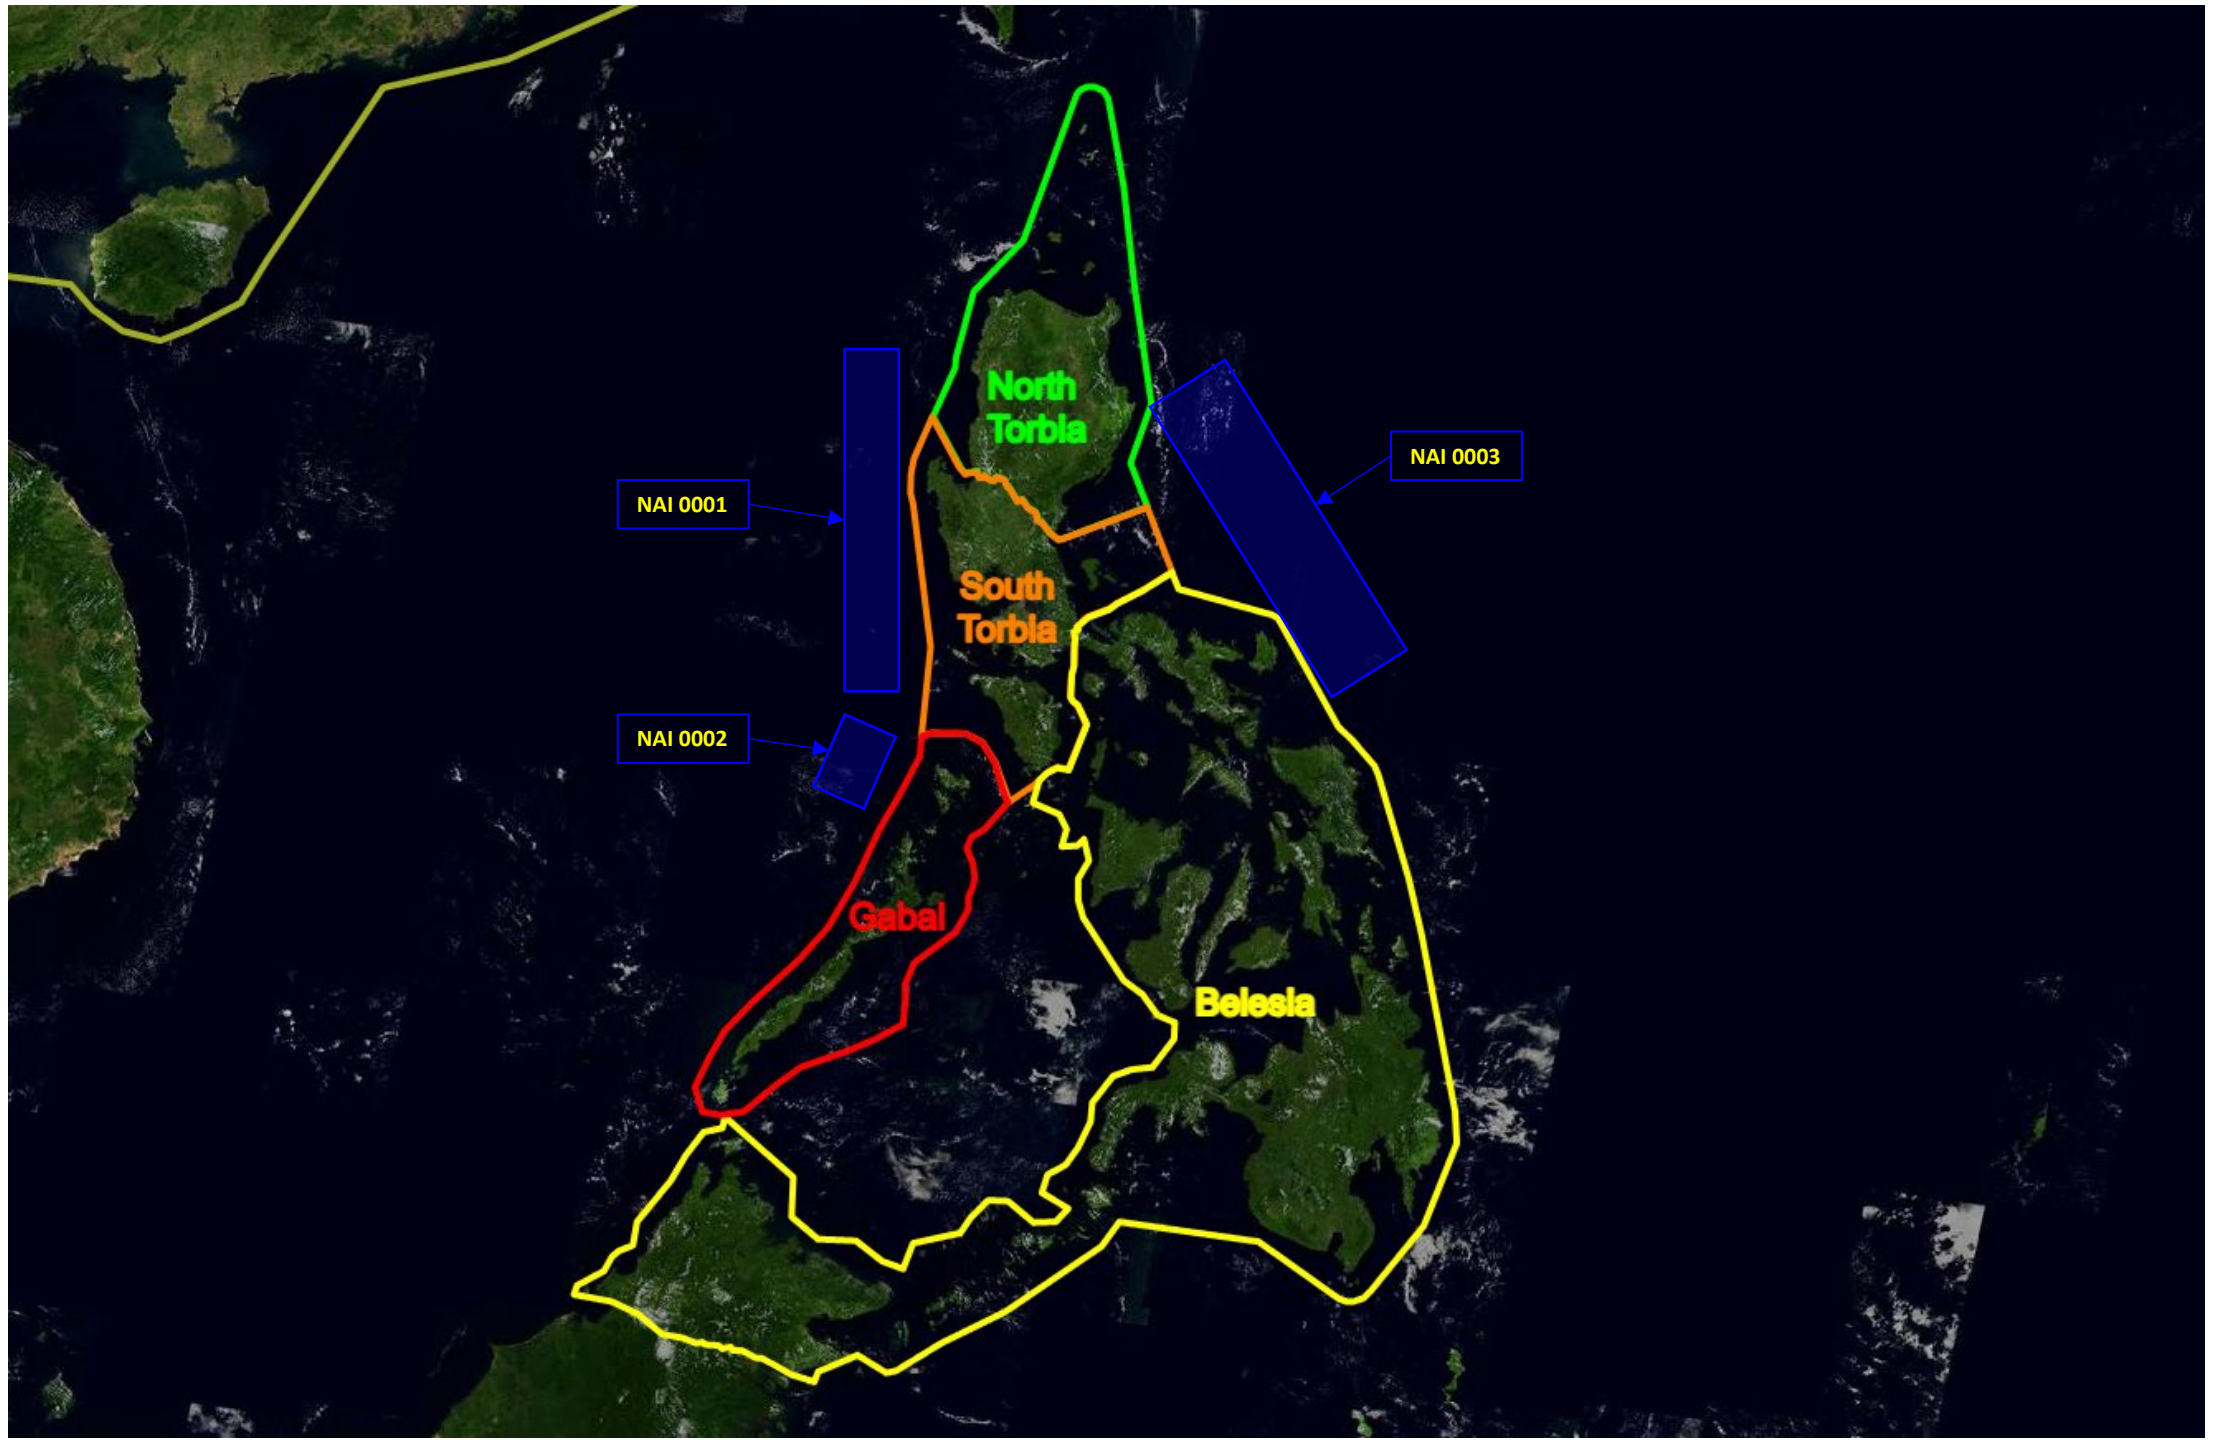 North
Torbia
NAI 0003
NAI 0001
South
Torbia
NAI 0002
Gabal
Belesia